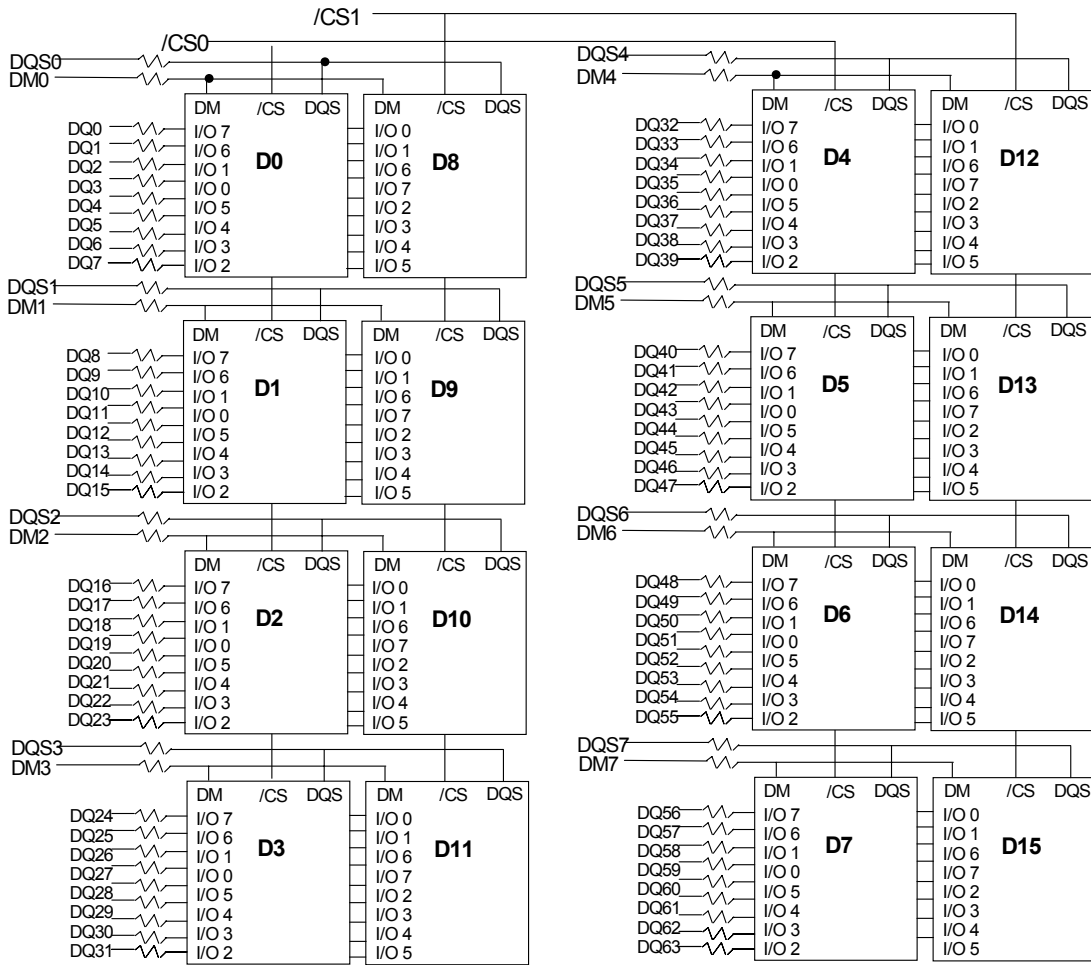 /CS1
/CS0
DQS0
DM0
DM /CS DQS
DM /CS DQS
D0
D8
DQ0 I/O 7 I/O 0
DQ1 I/O 6 I/O 1
DQ2 I/O 1 I/O 6
DQ3 I/O 0 I/O 7
DQ4 I/O 5 I/O 2
DQ5 I/O 4 I/O 3
DQ6 I/O 3 I/O 4
DQ7 I/O 2 I/O 5
DQS1
DM1
DM /CS DQS
DM /CS DQS
D1
D9
DQ8 I/O 7 I/O 0
DQ9 I/O 6 I/O 1
DQ10 I/O 1 I/O 6
DQ11 I/O 0 I/O 7
DQ12 I/O 5 I/O 2
DQ13 I/O 4 I/O 3
DQ14 I/O 3 I/O 4
DQ15 I/O 2 I/O 5
DQS2
DM2
DM /CS DQS
DM /CS DQS
D2
D10
DQ16 I/O 7 I/O 0
DQ17 I/O 6 I/O 1
DQ18 I/O 1 I/O 6
DQ19 I/O 0 I/O 7
DQ20 I/O 5 I/O 2
DQ21 I/O 4 I/O 3
DQ22 I/O 3 I/O 4
DQ23 I/O 2 I/O 5
DQS3
DM3
DM /CS DQS
DM /CS DQS
D3
D11
DQ24 I/O 7 I/O 0
DQ25 I/O 6 I/O 1
DQ26 I/O 1 I/O 6
DQ27 I/O 0 I/O 7
DQ28 I/O 5 I/O 2
DQ29 I/O 4 I/O 3
DQ30 I/O 3 I/O 4
DQ31 I/O 2 I/O 5
DQS4
DM4
DM /CS DQS
DM /CS DQS
D4
D12
DQ32 I/O 7 I/O 0
DQ33 I/O 6 I/O 1
DQ34 I/O 1 I/O 6
DQ35 I/O 0 I/O 7
DQ36 I/O 5 I/O 2
DQ37 I/O 4 I/O 3
DQ38 I/O 3 I/O 4
DQ39 I/O 2 I/O 5
DQS5
DM5
DM /CS DQS
DM /CS DQS
D5
D13
DQ40 I/O 7 I/O 0
DQ41 I/O 6 I/O 1
DQ42 I/O 1 I/O 6
DQ43 I/O 0 I/O 7
DQ44 I/O 5 I/O 2
DQ45 I/O 4 I/O 3
DQ46 I/O 3 I/O 4
DQ47 I/O 2 I/O 5
DQS6
DM6
DM /CS DQS
DM /CS DQS
D6
D14
DQ48 I/O 7 I/O 0
DQ49 I/O 6 I/O 1
DQ50 I/O 1 I/O 6
DQ51 I/O 0 I/O 7
DQ52 I/O 5 I/O 2
DQ53 I/O 4 I/O 3
DQ54 I/O 3 I/O 4
DQ55 I/O 2 I/O 5
DQS7
DM7
DM /CS DQS
DM /CS DQS
D7
D15
DQ56 I/O 7 I/O 0
DQ57 I/O 6 I/O 1
DQ58 I/O 1 I/O 6
DQ59 I/O 0 I/O 7
DQ60 I/O 5 I/O 2
DQ61 I/O 4 I/O 3
DQ62 I/O 3 I/O 4
DQ63 I/O 2 I/O 5